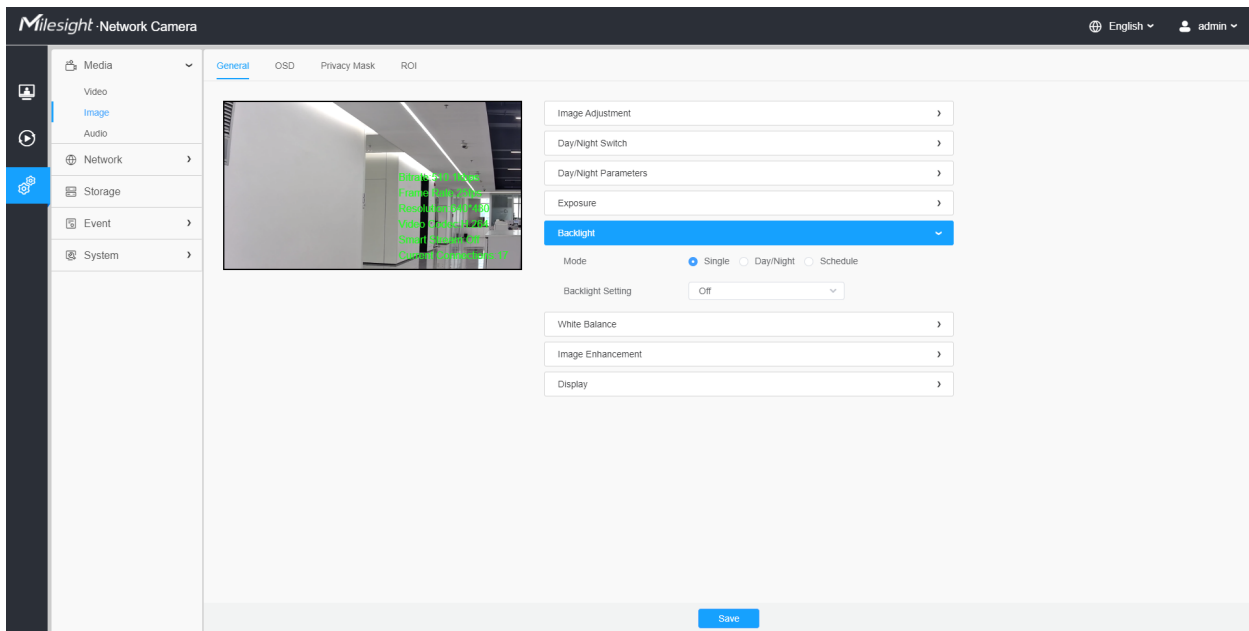 Milesight ·Network Camera
English
admin
Media
Video
Image
Audio
Network
Storage
Event
System
General
OSD
Privacy Mask
ROI
Image Adjustment
Day/Night Switch
Day/Night Parameters
Exposure
Backlight
Mode
Single
Day/Night
Schedule
Backlight Setting
Off
White Balance
Image Enhancement
Display
Save